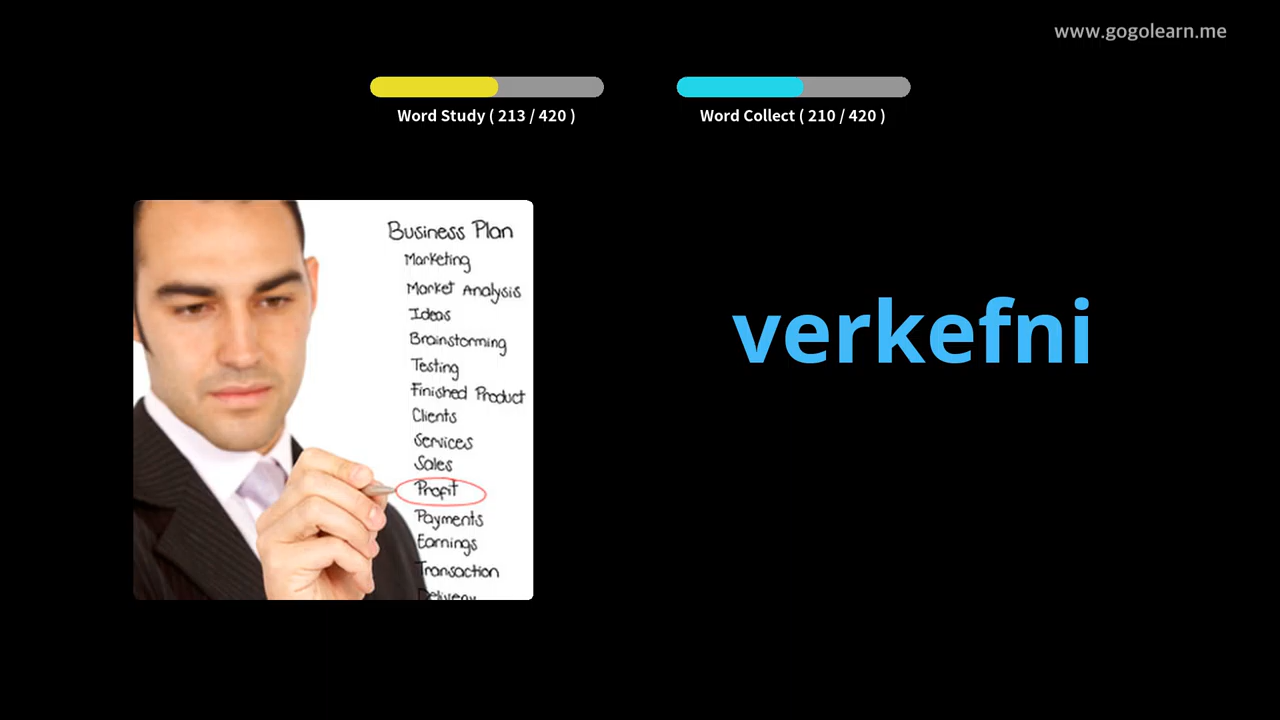 www.gogolearn.me
Word Study ( 213 / 420 )
Word Collect ( 210 / 420 )
Business Plan
Marketing
Market Analysis
Ideas
Brainstorming
Testing
Finished Product
Clients
Services
Sales
Profit
Payments
Earnings
Transaction
Delivery
verkefni